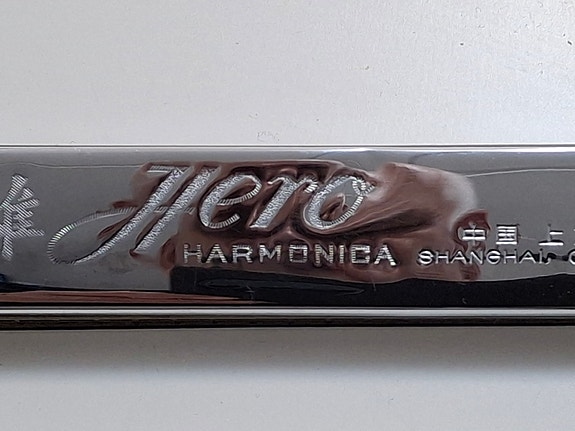 Hero
HARMONICA
中国 上
SHANGHAI,